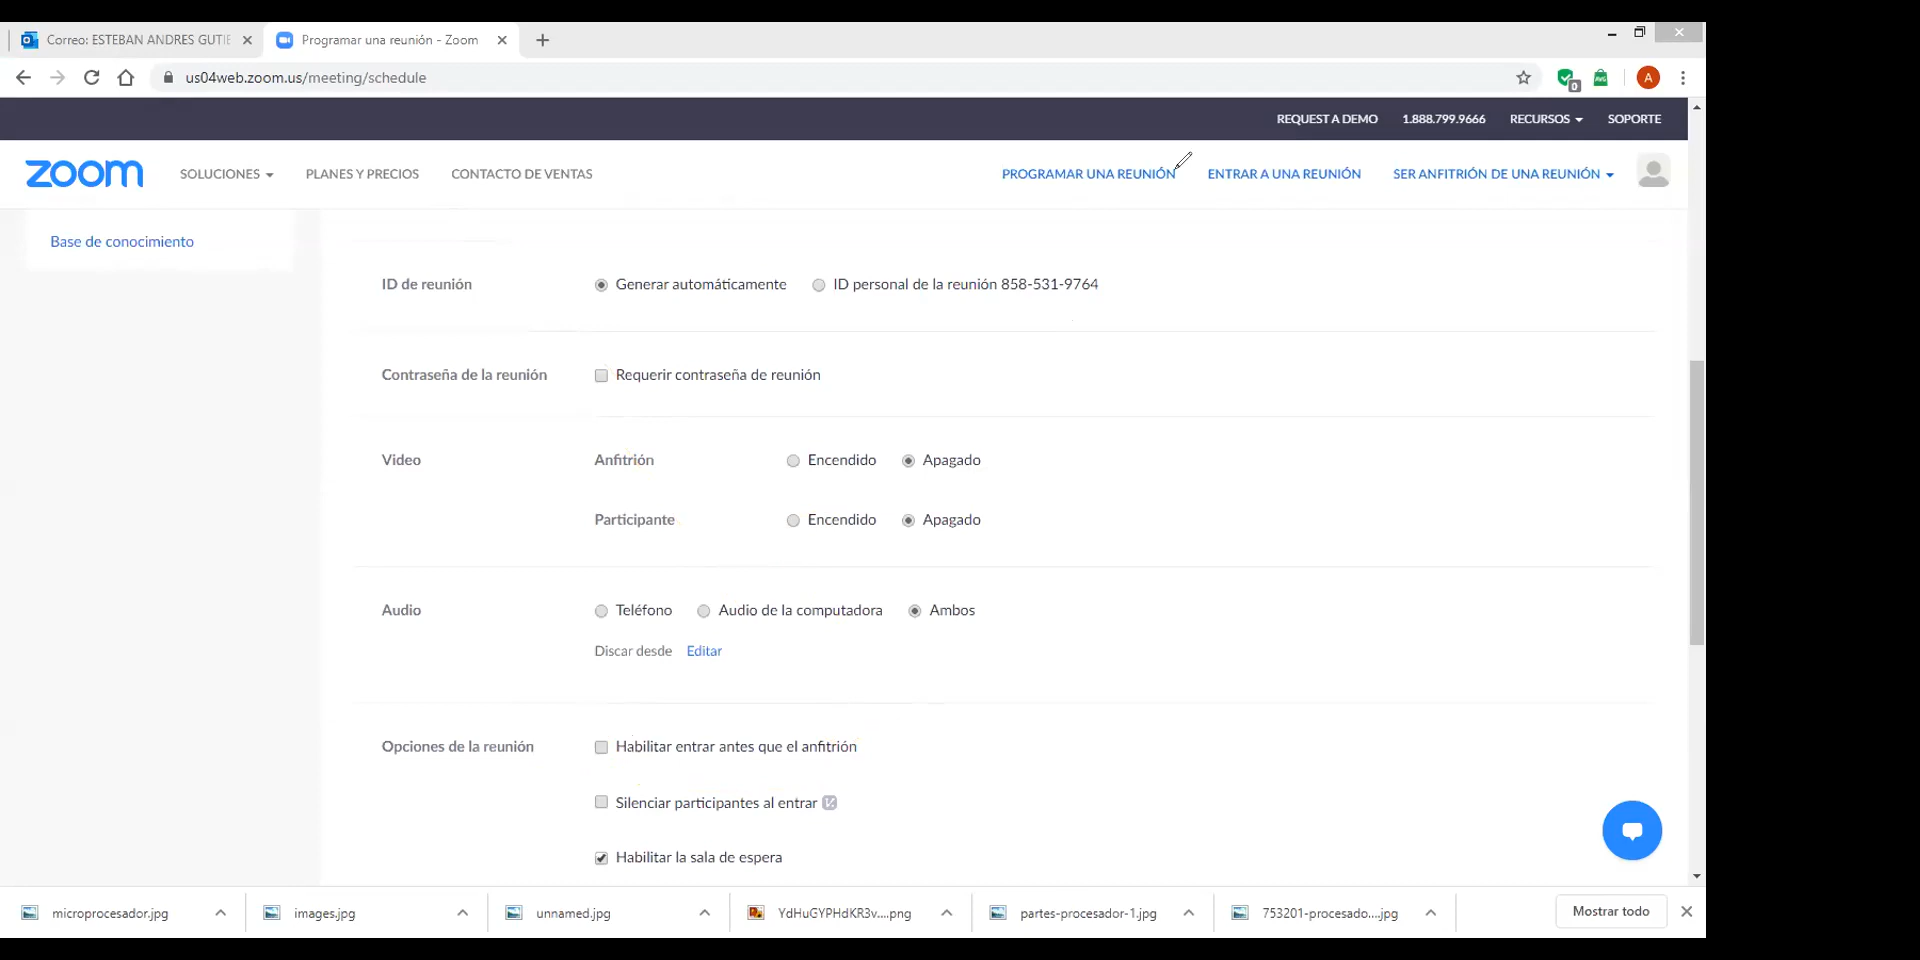 Correo: ESTEBAN ANDRES GUTIE
Programar una reunión - Zoom
us04web.zoom.us/meeting/schedule
A
0
REQUEST A DEMO 1.888.799.9666 RECURSOS SOPORTE
zoom SOLUCIONES PLANES Y PRECIOS CONTACTO DE VENTAS PROGRAMAR UNA REUNIÓN ENTRAR A UNA REUNIÓN SER ANFITRIÓN DE UNA REUNIÓN
Base de conocimiento
ID de reunión Generar automáticamente ID personal de la reunión 858-531-9764
Contraseña de la reunión Requerir contraseña de reunión
Video Anfitrión Encendido Apagado
Participante Encendido Apagado
Audio Teléfono Audio de la computadora Ambos
Discar desde Editar
Opciones de la reunión Habilitar entrar antes que el anfitrión
Silenciar participantes al entrar
Habilitar la sala de espera
microprocesador.jpg images.jpg unnamed.jpg YdHuGYPHdKR3v....png partes-procesador-1.jpg 753201-procesado....jpg Mostrar todo